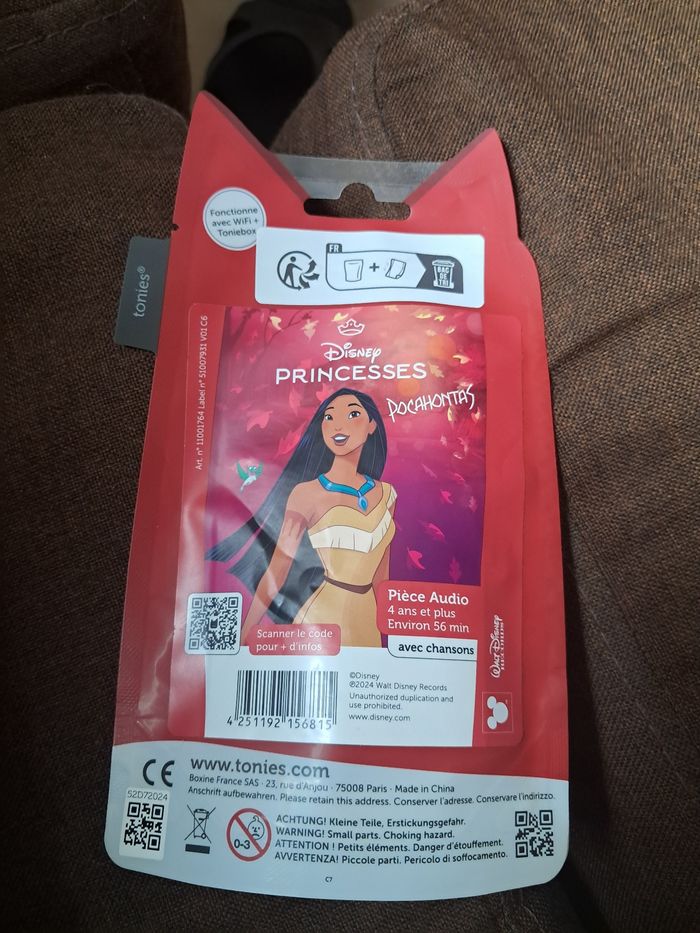 Fonctionne
avec WiFi +
Toniebox
tonies®
FR
+
BAC
DE
TRI
Art. n° 11001764 Label n° 51007931 V01 C6
Disney
PRINCESSES
POCAHONTAS
Pièce Audio
4 ans et plus
Environ 56 min
avec chansons
Scanner le code
pour + d'infos
WALT DISNEY
RECORDS
4 251192 156815
©Disney
℗2024 Walt Disney Records
Unauthorized duplication and
use prohibited.
www.disney.com
CE
www.tonies.com
Boxine France SAS · 23, rue d'Anjou · 75008 Paris · Made in China
Anschrift aufbewahren. Please retain this address. Conserver l'adresse. Conservare l'indirizzo.
52D72024
0-3
ACHTUNG! Kleine Teile, Erstickungsgefahr.
WARNING! Small parts. Choking hazard.
ATTENTION ! Petits éléments. Danger d'étouffement.
AVVERTENZA! Piccole parti. Pericolo di soffocamento.
C7